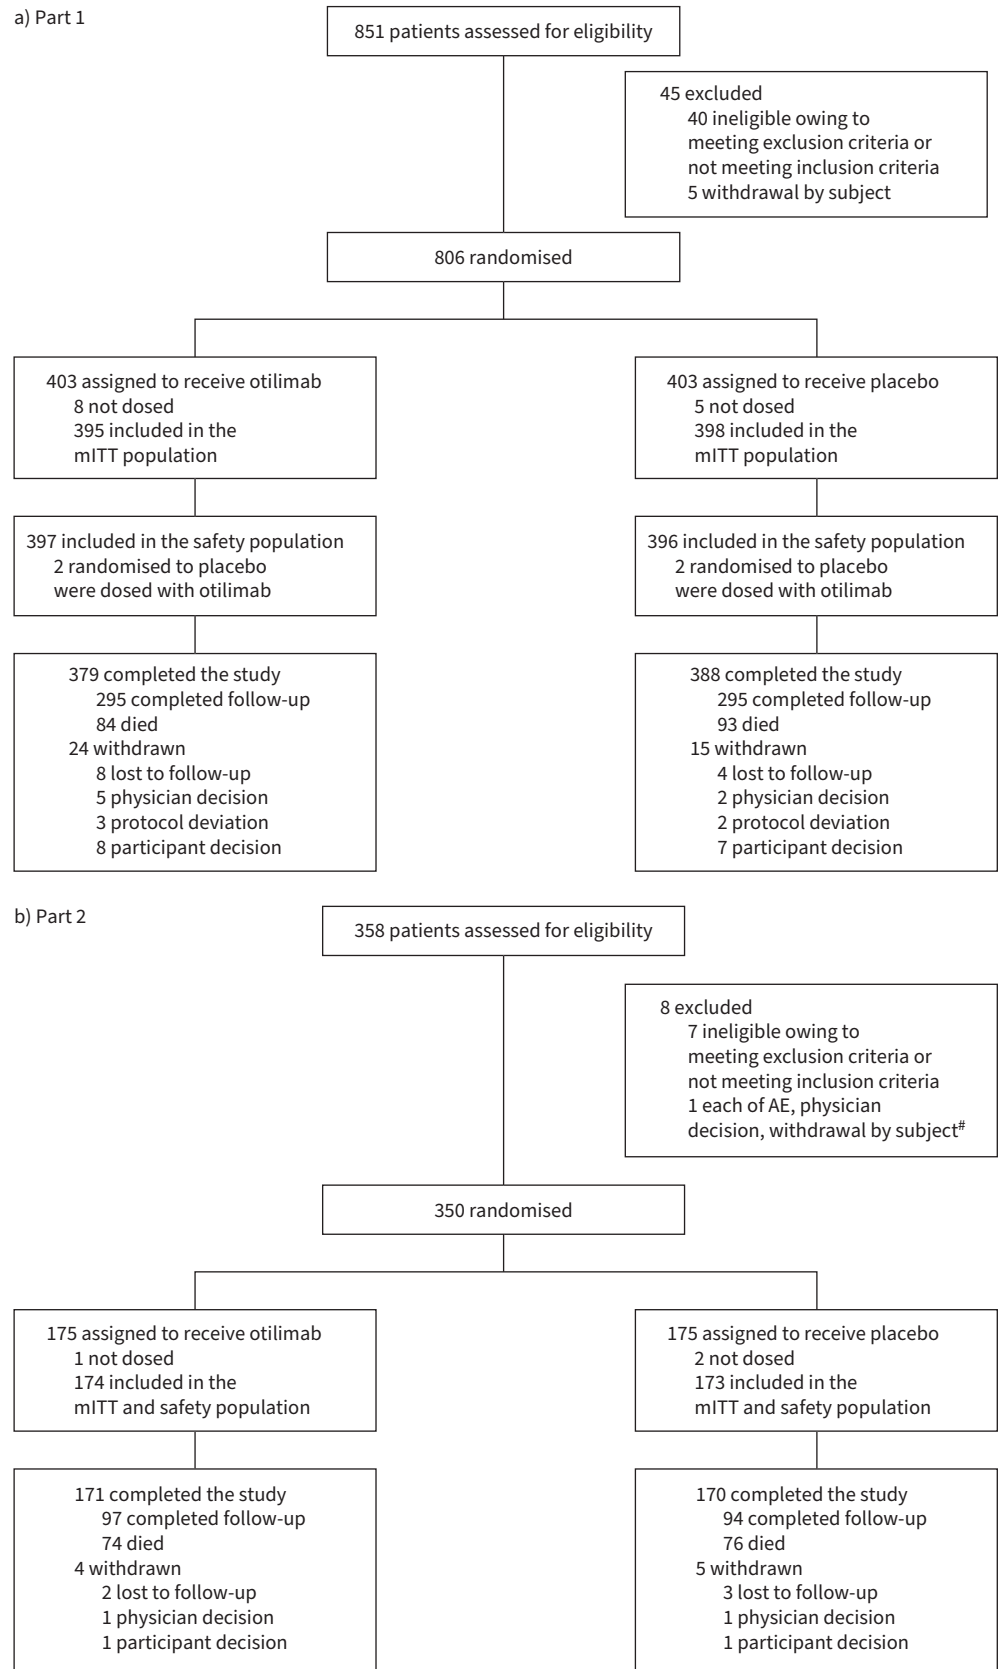 a) Part 1
851 patients assessed for eligibility
45 excluded
40 ineligible owing to
meeting exclusion criteria or
not meeting inclusion criteria
5 withdrawal by subject
806 randomised
403 assigned to receive otilimab
8 not dosed
395 included in the
mITT population
403 assigned to receive placebo
5 not dosed
398 included in the
mITT population
397 included in the safety population
2 randomised to placebo
were dosed with otilimab
396 included in the safety population
2 randomised to placebo
were dosed with otilimab
379 completed the study
295 completed follow-up
84 died
24 withdrawn
8 lost to follow-up
5 physician decision
3 protocol deviation
8 participant decision
388 completed the study
295 completed follow-up
93 died
15 withdrawn
4 lost to follow-up
2 physician decision
2 protocol deviation
7 participant decision
b) Part 2
358 patients assessed for eligibility
8 excluded
7 ineligible owing to
meeting exclusion criteria or
not meeting inclusion criteria
1 each of AE, physician
decision, withdrawal by subject#
350 randomised
175 assigned to receive otilimab
1 not dosed
174 included in the
mITT and safety population
175 assigned to receive placebo
2 not dosed
173 included in the
mITT and safety population
171 completed the study
97 completed follow-up
74 died
4 withdrawn
2 lost to follow-up
1 physician decision
1 participant decision
170 completed the study
94 completed follow-up
76 died
5 withdrawn
3 lost to follow-up
1 physician decision
1 participant decision